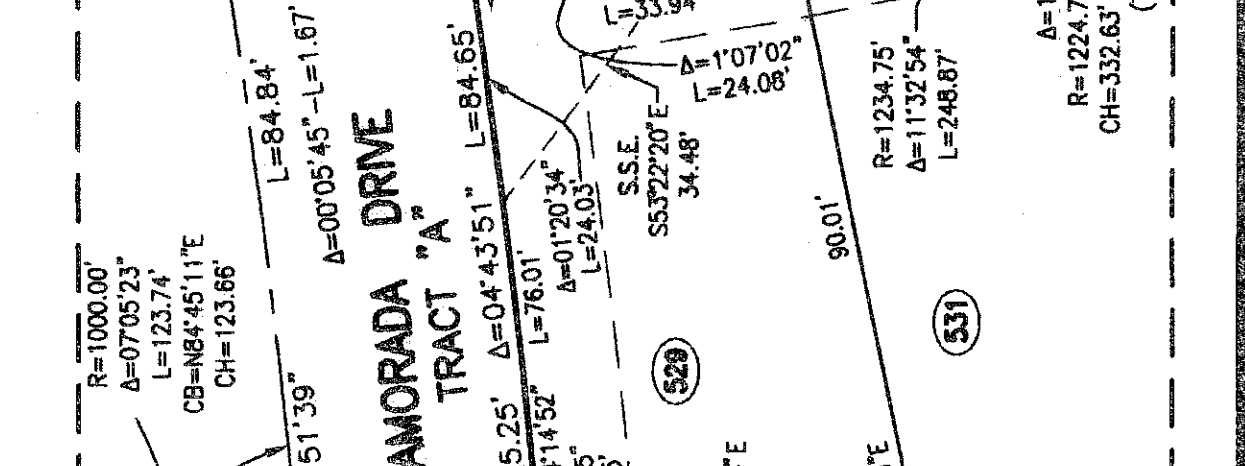 R=1000.00'
Δ=07°05'23"
L=123.74'
CB=N84°45'11"E
CH=123.66'
51'39"
L=84.84'
Δ=00°05'45"-L=1.67'
AMORADA DRIVE
TRACT "A"
Δ=04°43'51" L=84.65'
5.25' L=76.01'
14'52"
Δ=01°20'34"
L=24.03'
L=33.94'
Δ=1°07'02"
L=24.08'
S.S.E.
S53°22'20"E
34.48'
529
"E
90.01'
R=1234.75'
Δ=11°32'54"
L=248.87'
531
"E
Δ=1
R=1224.7
CH=332.63'
(